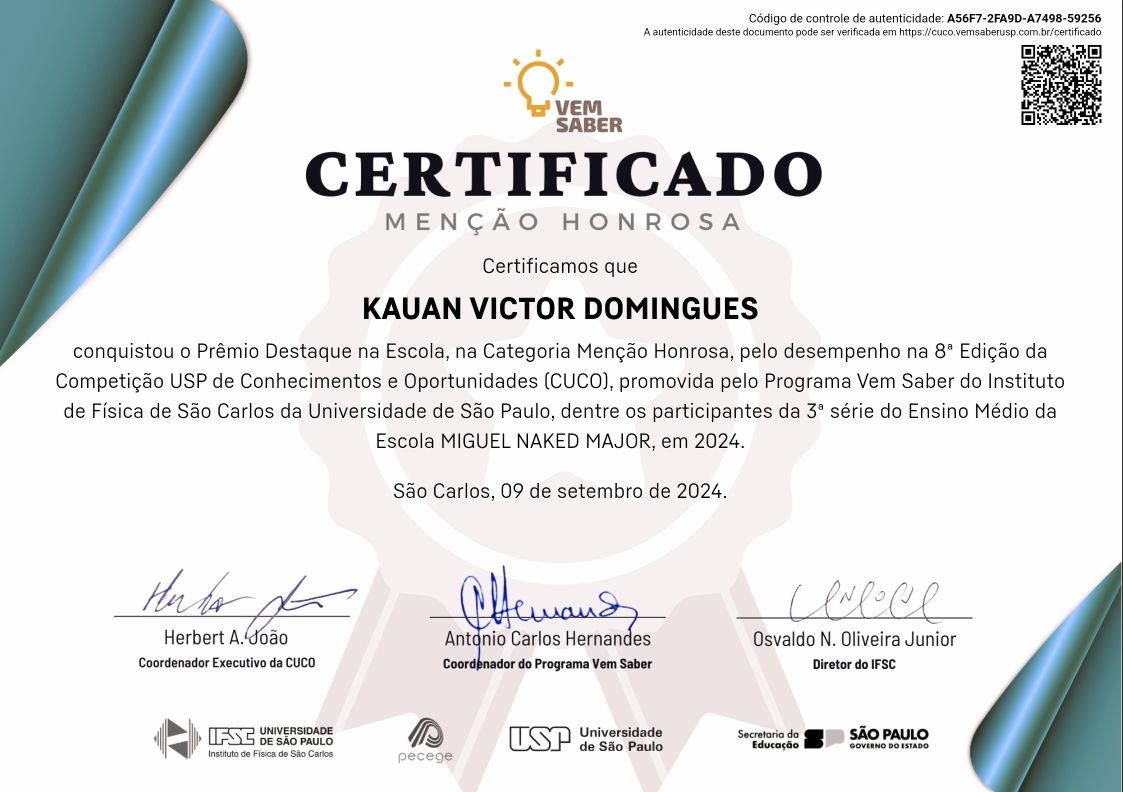 Código de controle de autenticidade: A56F7-2FA9D-A7498-59256
A autenticidade deste documento pode ser verificada em https://cuco.vemsaberusp.com.br/certificado
VEM
SABER
CERTIFICADO
MENÇÃO HONROSA
Certificamos que
KAUAN VICTOR DOMINGUES
conquistou o Prêmio Destaque na Escola, na Categoria Menção Honrosa, pelo desempenho na 8ª Edição da
Competição USP de Conhecimentos e Oportunidades (CUCO), promovida pelo Programa Vem Saber do Instituto
de Física de São Carlos da Universidade de São Paulo, dentre os participantes da 3ª série do Ensino Médio da
Escola MIGUEL NAKED MAJOR, em 2024.
São Carlos, 09 de setembro de 2024.
Herbert A. João
Coordenador Executivo da CUCO
Antonio Carlos Hernandes
Coordenador do Programa Vem Saber
Osvaldo N. Oliveira Junior
Diretor do IFSC
IFSC UNIVERSIDADE
DE SÃO PAULO
Instituto de Física de São Carlos
pecege
USP Universidade
de São Paulo
Secretaria da
Educação
SÃO PAULO
GOVERNO DO ESTADO